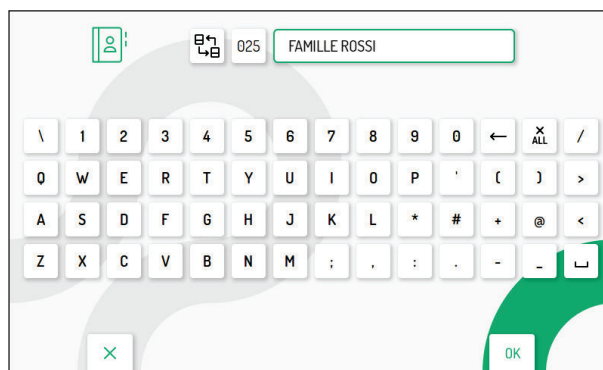 025 FAMILLE ROSSI
\ 1 2 3 4 5 6 7 8 9 0 ← × ALL /
Q W E R T Y U I O P ' ( ) >
A S D F G H J K L * # + @ <
Z X C V B N M ; , : . - _ ⌴
× OK